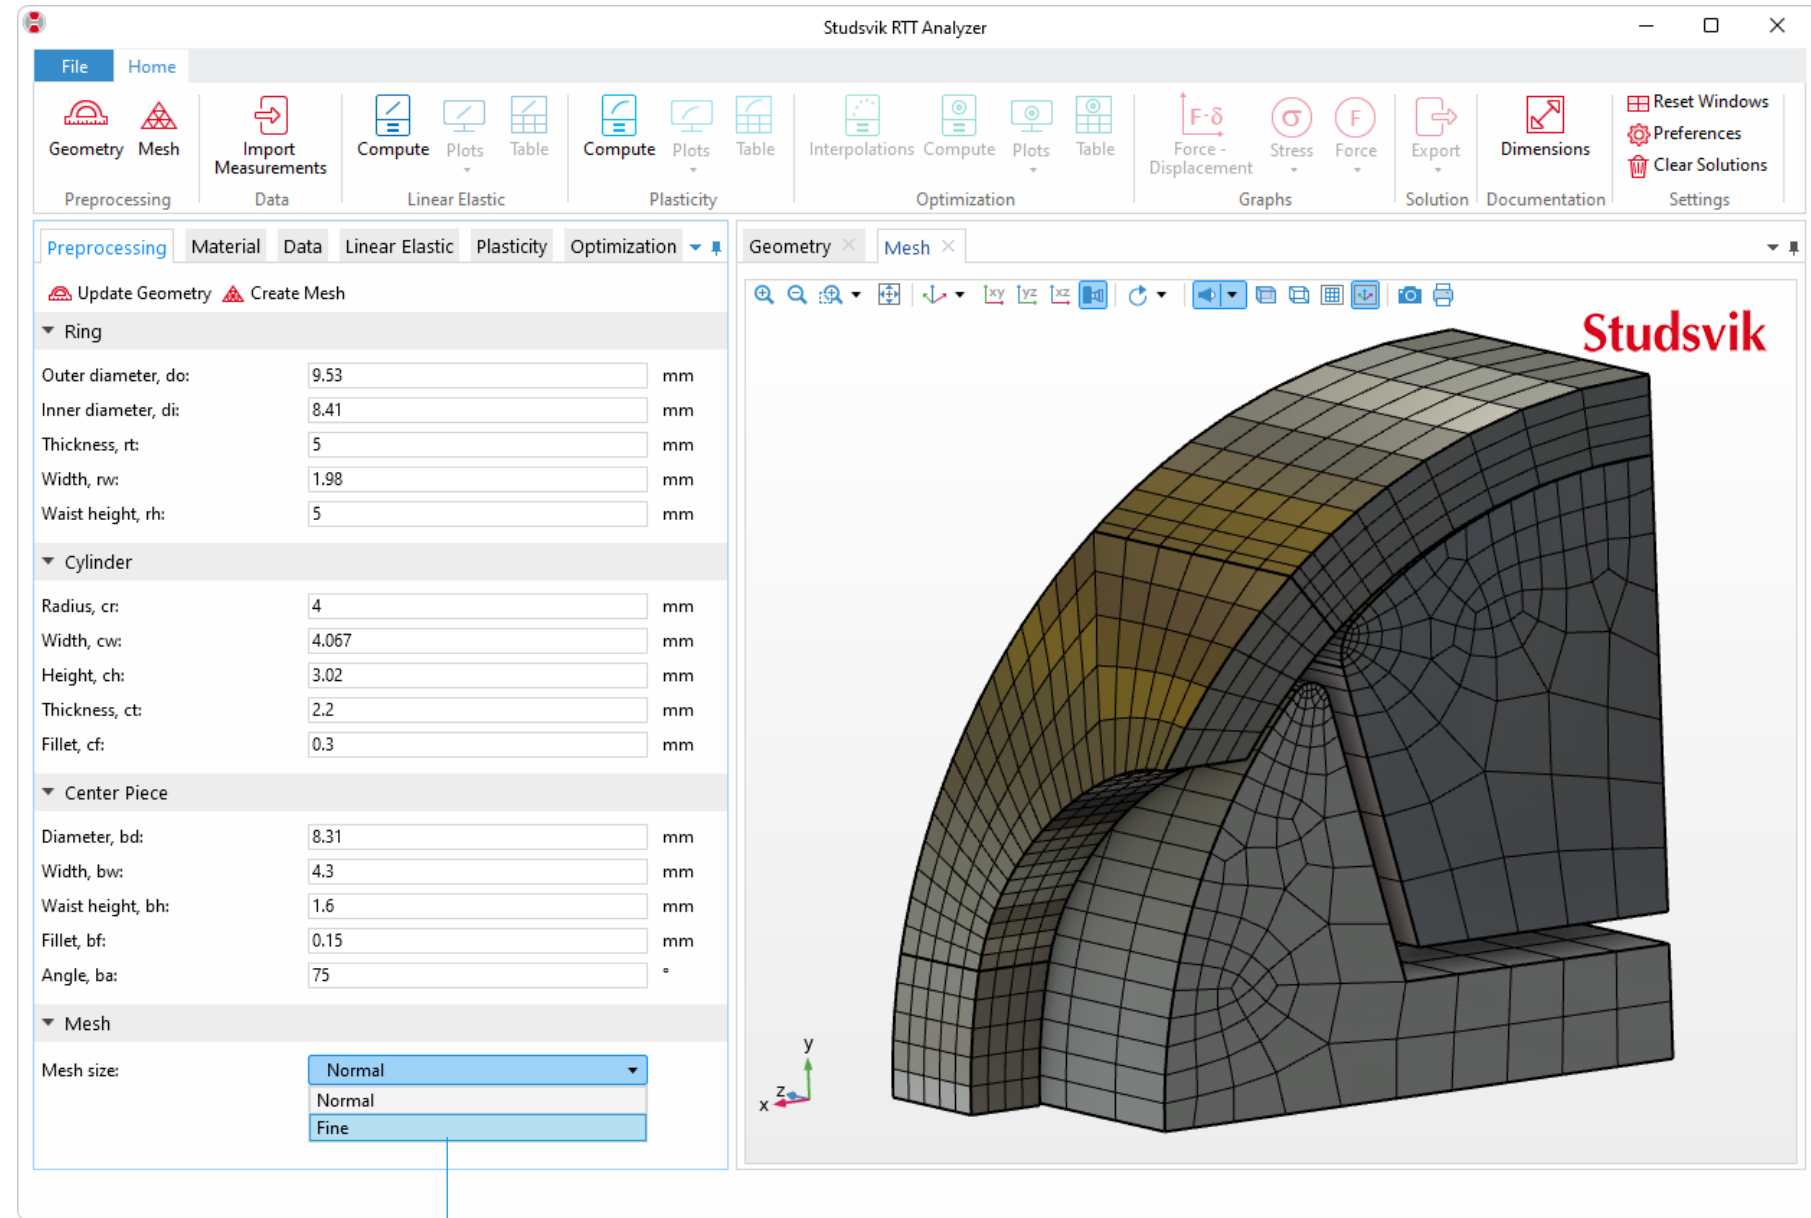 Studsvik RTT Analyzer
File Home
Geometry Mesh Import Measurements Compute Plots Table Compute Plots Table Interpolations Compute Plots Table F-δ Force - Displacement σ Stress F Force Export Dimensions
Reset Windows
Preferences
Clear Solutions
Preprocessing Data Linear Elastic Plasticity Optimization Graphs Solution Documentation Settings
Preprocessing Material Data Linear Elastic Plasticity Optimization
Geometry Mesh
Update Geometry Create Mesh
xy yz xz
Studsvik
Ring
Outer diameter, do: 9.53 mm
Inner diameter, di: 8.41 mm
Thickness, rt: 5 mm
Width, rw: 1.98 mm
Waist height, rh: 5 mm
Cylinder
Radius, cr: 4 mm
Width, cw: 4.067 mm
Height, ch: 3.02 mm
Thickness, ct: 2.2 mm
Fillet, cf: 0.3 mm
Center Piece
Diameter, bd: 8.31 mm
Width, bw: 4.3 mm
Waist height, bh: 1.6 mm
Fillet, bf: 0.15 mm
Angle, ba: 75 °
Mesh
Mesh size: Normal
Normal
Fine
y
z
x